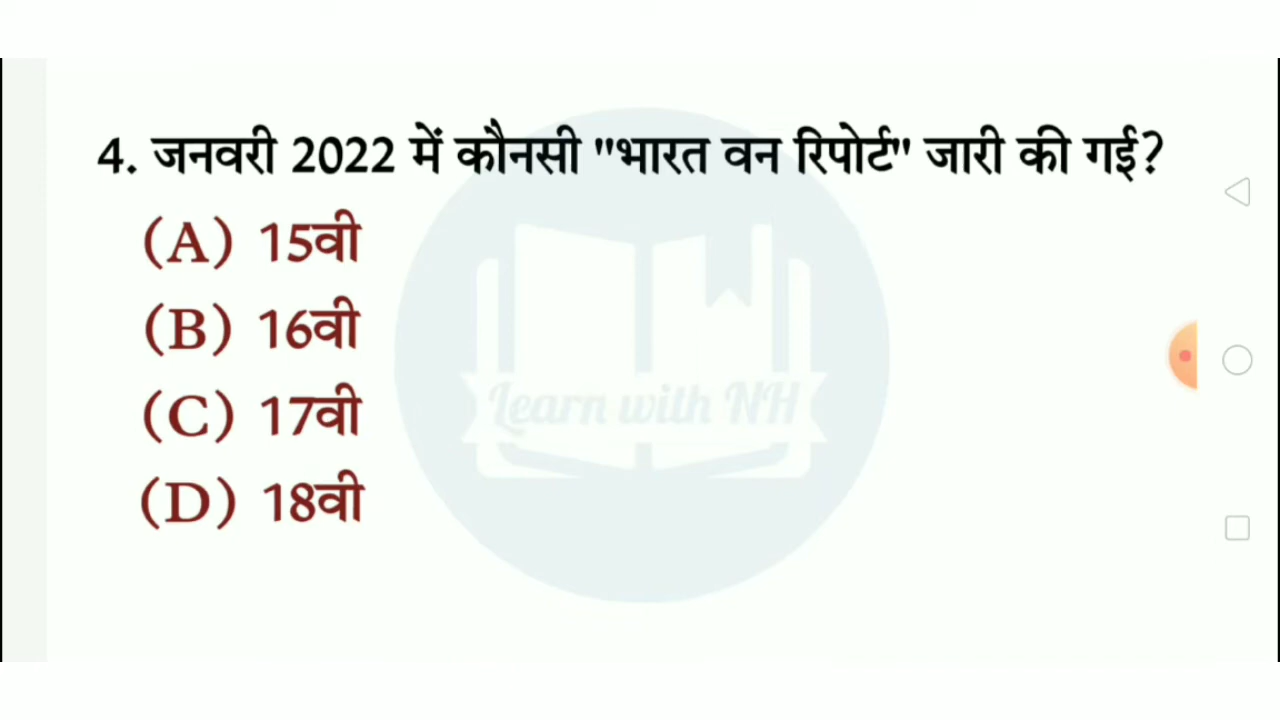 4. जनवरी 2022 में कौनसी "भारत वन रिपोर्ट" जारी की गई?
(A) 15वी
(B) 16वी
(C) 17वी
(D) 18वी
Learn with NH